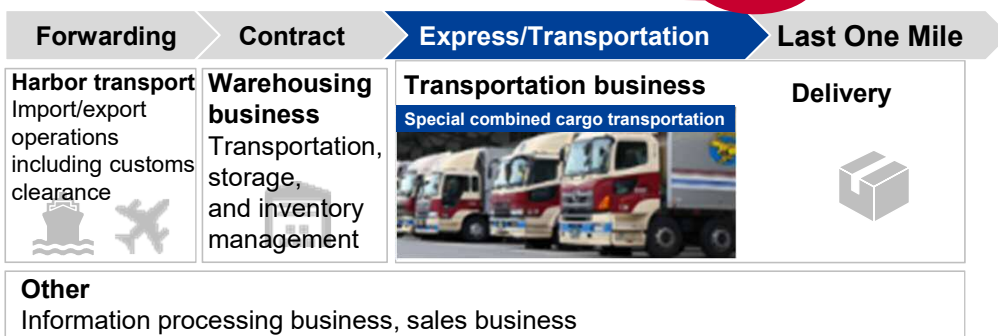 Forwarding
Contract
Express/Transportation
Last One Mile
Harbor transport
Import/export
operations
including customs
clearance
Warehousing
business
Transportation,
storage,
and inventory
management
Transportation business
Special combined cargo transportation
Delivery
Other
Information processing business, sales business